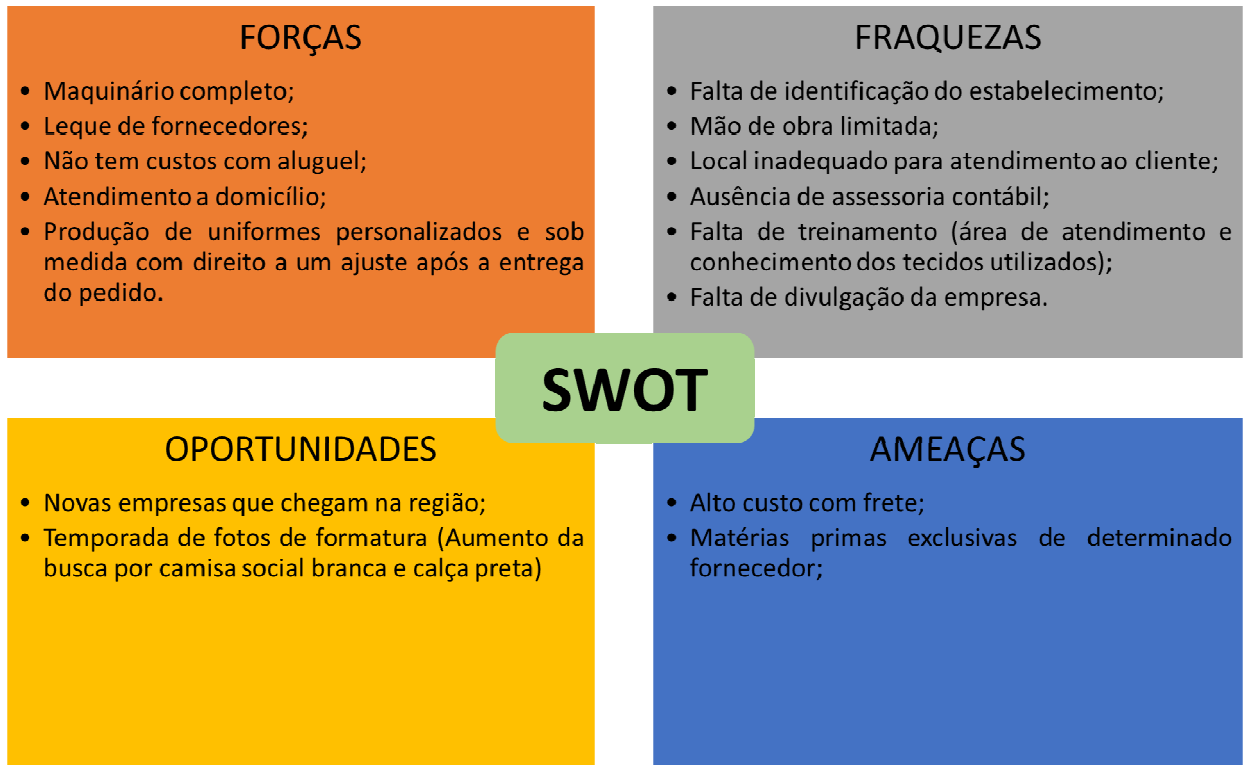 FORÇAS
• Maquinário completo;
• Leque de fornecedores;
• Não tem custos com aluguel;
• Atendimento a domicílio;
• Produção de uniformes personalizados e sob
medida com direito a um ajuste após a entrega
do pedido.
FRAQUEZAS
• Falta de identificação do estabelecimento;
• Mão de obra limitada;
• Local inadequado para atendimento ao cliente;
• Ausência de assessoria contábil;
• Falta de treinamento (área de atendimento e
conhecimento dos tecidos utilizados);
• Falta de divulgação da empresa.
SWOT
OPORTUNIDADES
• Novas empresas que chegam na região;
• Temporada de fotos de formatura (Aumento da
busca por camisa social branca e calça preta)
AMEAÇAS
• Alto custo com frete;
• Matérias primas exclusivas de determinado
fornecedor;